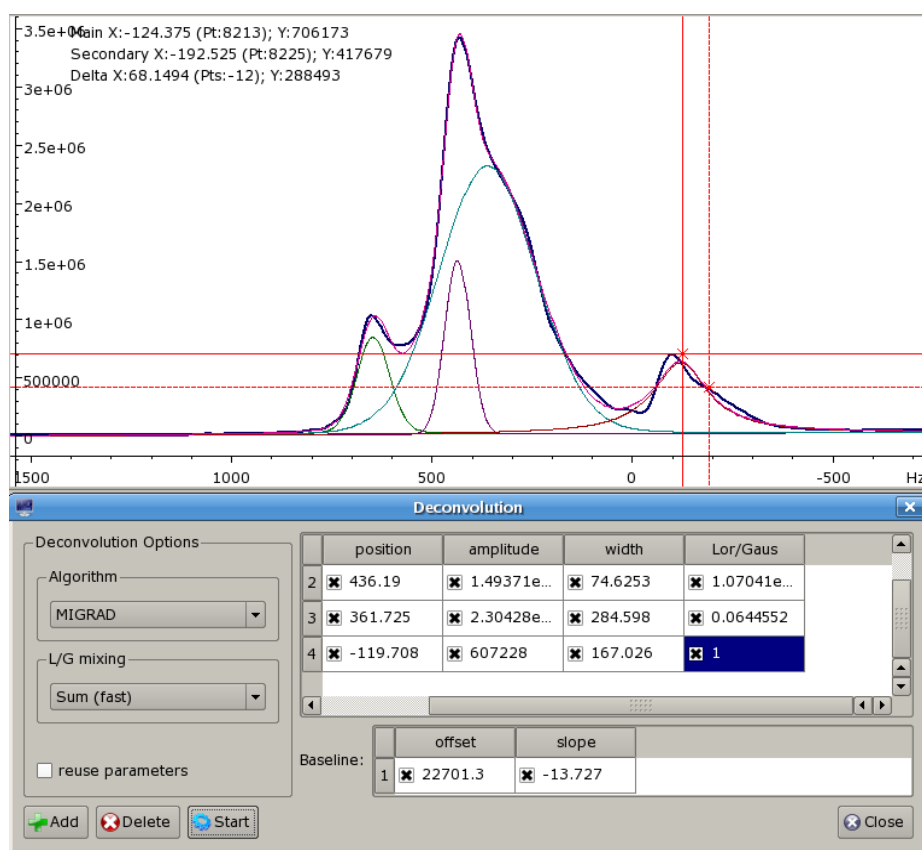 3.5e+06
Main X:-124.375 (Pt:8213); Y:706173
Secondary X:-192.525 (Pt:8225); Y:417679
Delta X:68.1494 (Pts:-12); Y:288493
3e+06
2.5e+06
2e+06
1.5e+06
1e+06
500000
0
1500 1000 500 0 -500 Hz
Deconvolution
Deconvolution Options
Algorithm
MIGRAD
L/G mixing
Sum (fast)
reuse parameters
position amplitude width Lor/Gaus
2 436.19 1.49371e... 74.6253 1.07041e...
3 361.725 2.30428e... 284.598 0.0644552
4 -119.708 607228 167.026 1
Baseline:
offset slope
1 22701.3 -13.727
Add Delete Start Close